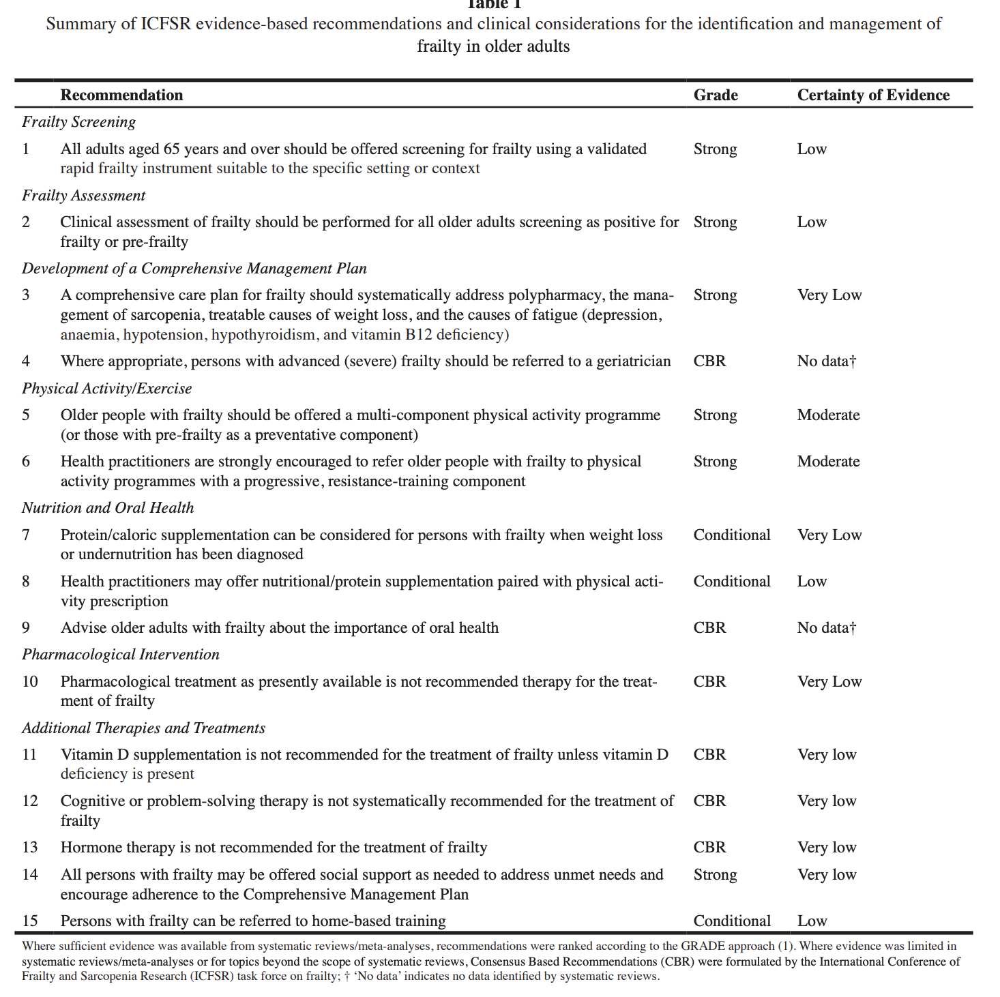 Table 1
Summary of ICFSR evidence-based recommendations and clinical considerations for the identification and management of
frailty in older adults
Recommendation Grade Certainty of Evidence
Frailty Screening
1 All adults aged 65 years and over should be offered screening for frailty using a validated Strong Low
rapid frailty instrument suitable to the specific setting or context
Frailty Assessment
2 Clinical assessment of frailty should be performed for all older adults screening as positive for Strong Low
frailty or pre-frailty
Development of a Comprehensive Management Plan
3 A comprehensive care plan for frailty should systematically address polypharmacy, the mana- Strong Very Low
gement of sarcopenia, treatable causes of weight loss, and the causes of fatigue (depression,
anaemia, hypotension, hypothyroidism, and vitamin B12 deficiency)
4 Where appropriate, persons with advanced (severe) frailty should be referred to a geriatrician CBR No data†
Physical Activity/Exercise
5 Older people with frailty should be offered a multi-component physical activity programme Strong Moderate
(or those with pre-frailty as a preventative component)
6 Health practitioners are strongly encouraged to refer older people with frailty to physical Strong Moderate
activity programmes with a progressive, resistance-training component
Nutrition and Oral Health
7 Protein/caloric supplementation can be considered for persons with frailty when weight loss Conditional Very Low
or undernutrition has been diagnosed
8 Health practitioners may offer nutritional/protein supplementation paired with physical acti- Conditional Low
vity prescription
9 Advise older adults with frailty about the importance of oral health CBR No data†
Pharmacological Intervention
10 Pharmacological treatment as presently available is not recommended therapy for the treat- CBR Very Low
ment of frailty
Additional Therapies and Treatments
11 Vitamin D supplementation is not recommended for the treatment of frailty unless vitamin D CBR Very low
deficiency is present
12 Cognitive or problem-solving therapy is not systematically recommended for the treatment of CBR Very low
frailty
13 Hormone therapy is not recommended for the treatment of frailty CBR Very low
14 All persons with frailty may be offered social support as needed to address unmet needs and Strong Very low
encourage adherence to the Comprehensive Management Plan
15 Persons with frailty can be referred to home-based training Conditional Low
Where sufficient evidence was available from systematic reviews/meta-analyses, recommendations were ranked according to the GRADE approach (1). Where evidence was limited in
systematic reviews/meta-analyses or for topics beyond the scope of systematic reviews, Consensus Based Recommendations (CBR) were formulated by the International Conference of
Frailty and Sarcopenia Research (ICFSR) task force on frailty; † ‘No data’ indicates no data identified by systematic reviews.